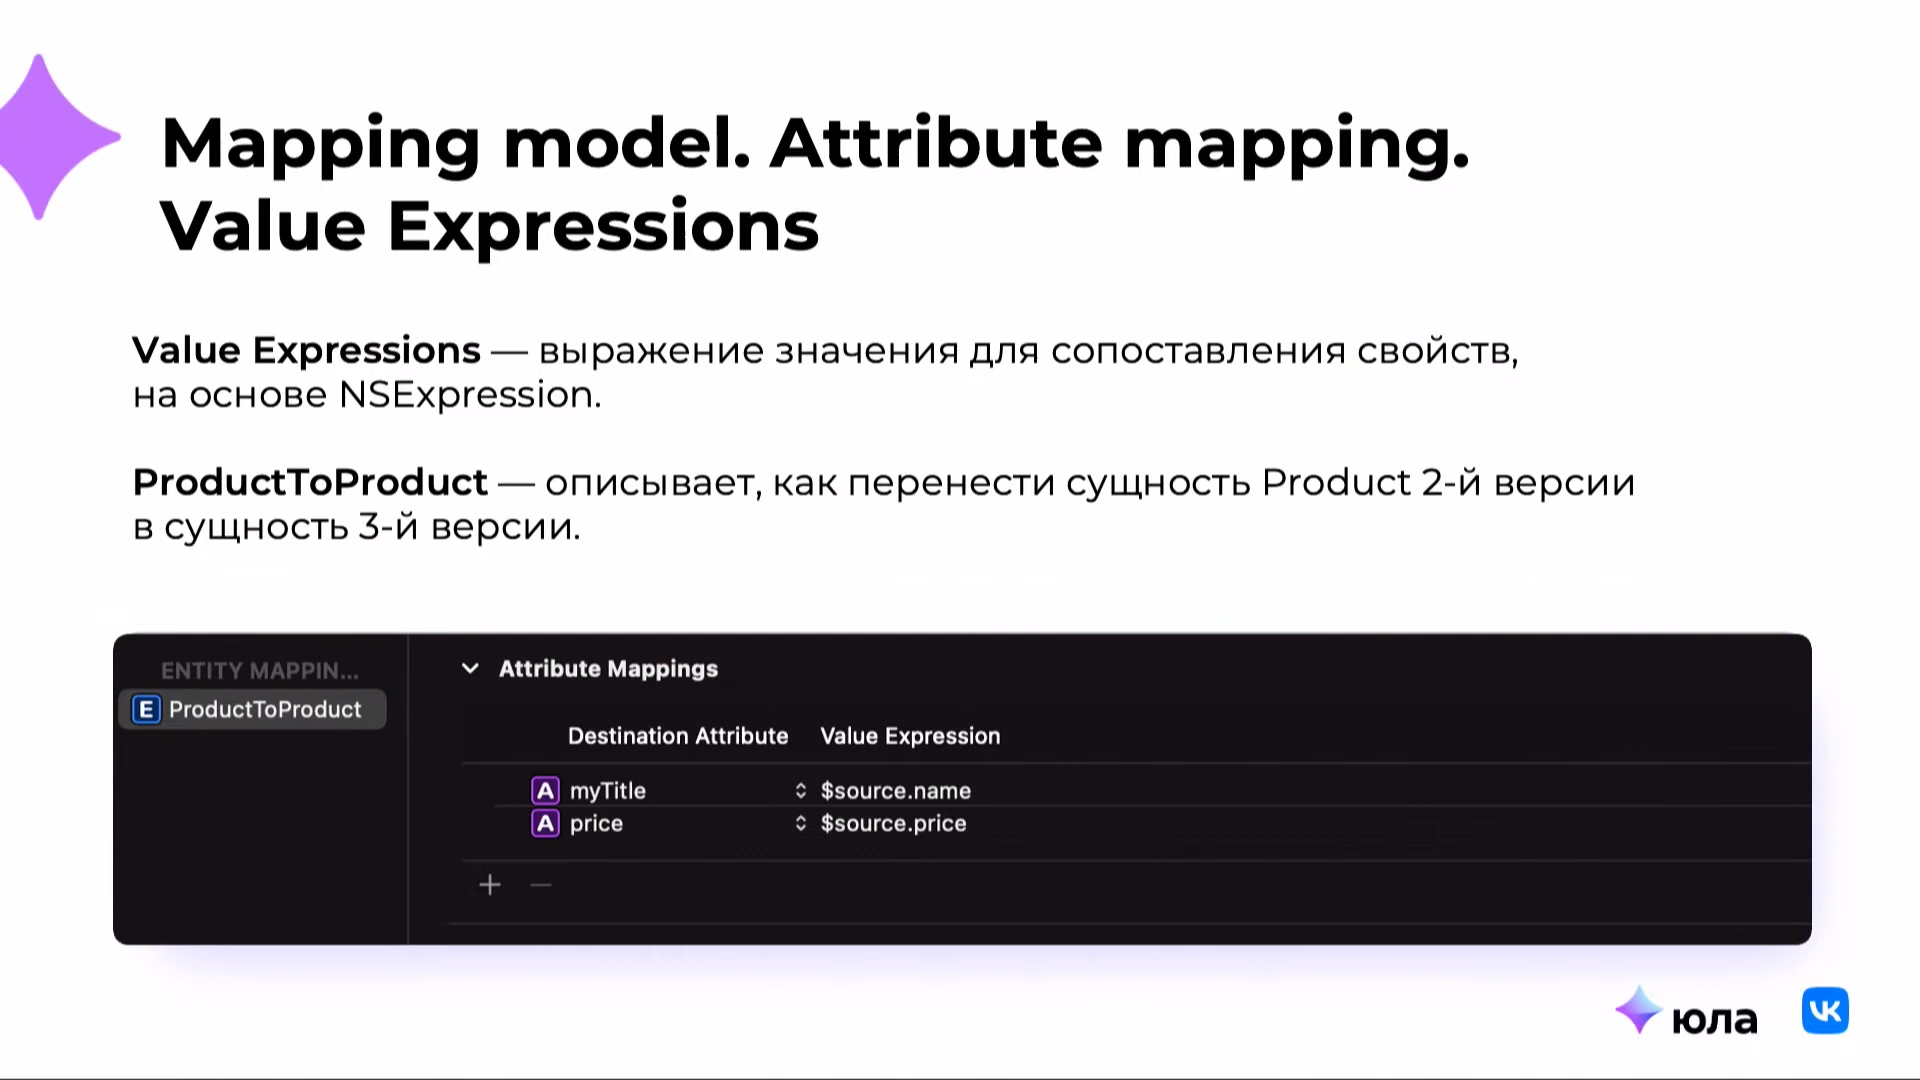 Mapping model. Attribute mapping.
Value Expressions
Value Expressions — выражение значения для сопоставления свойств,
на основе NSExpression.
ProductToProduct — описывает, как перенести сущность Product 2-й версии
в сущность 3-й версии.
ENTITY MAPPIN...
E ProductToProduct
Attribute Mappings
Destination Attribute Value Expression
A myTitle $source.name
A price $source.price
юла VK